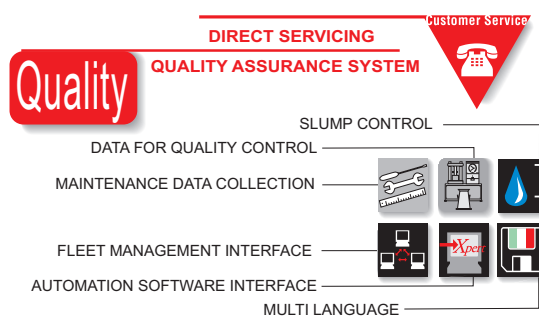 Customer Service
DIRECT SERVICING
QUALITY ASSURANCE SYSTEM
Quality
SLUMP CONTROL
DATA FOR QUALITY CONTROL
MAINTENANCE DATA COLLECTION
FLEET MANAGEMENT INTERFACE
Xpert
AUTOMATION SOFTWARE INTERFACE
MULTI LANGUAGE